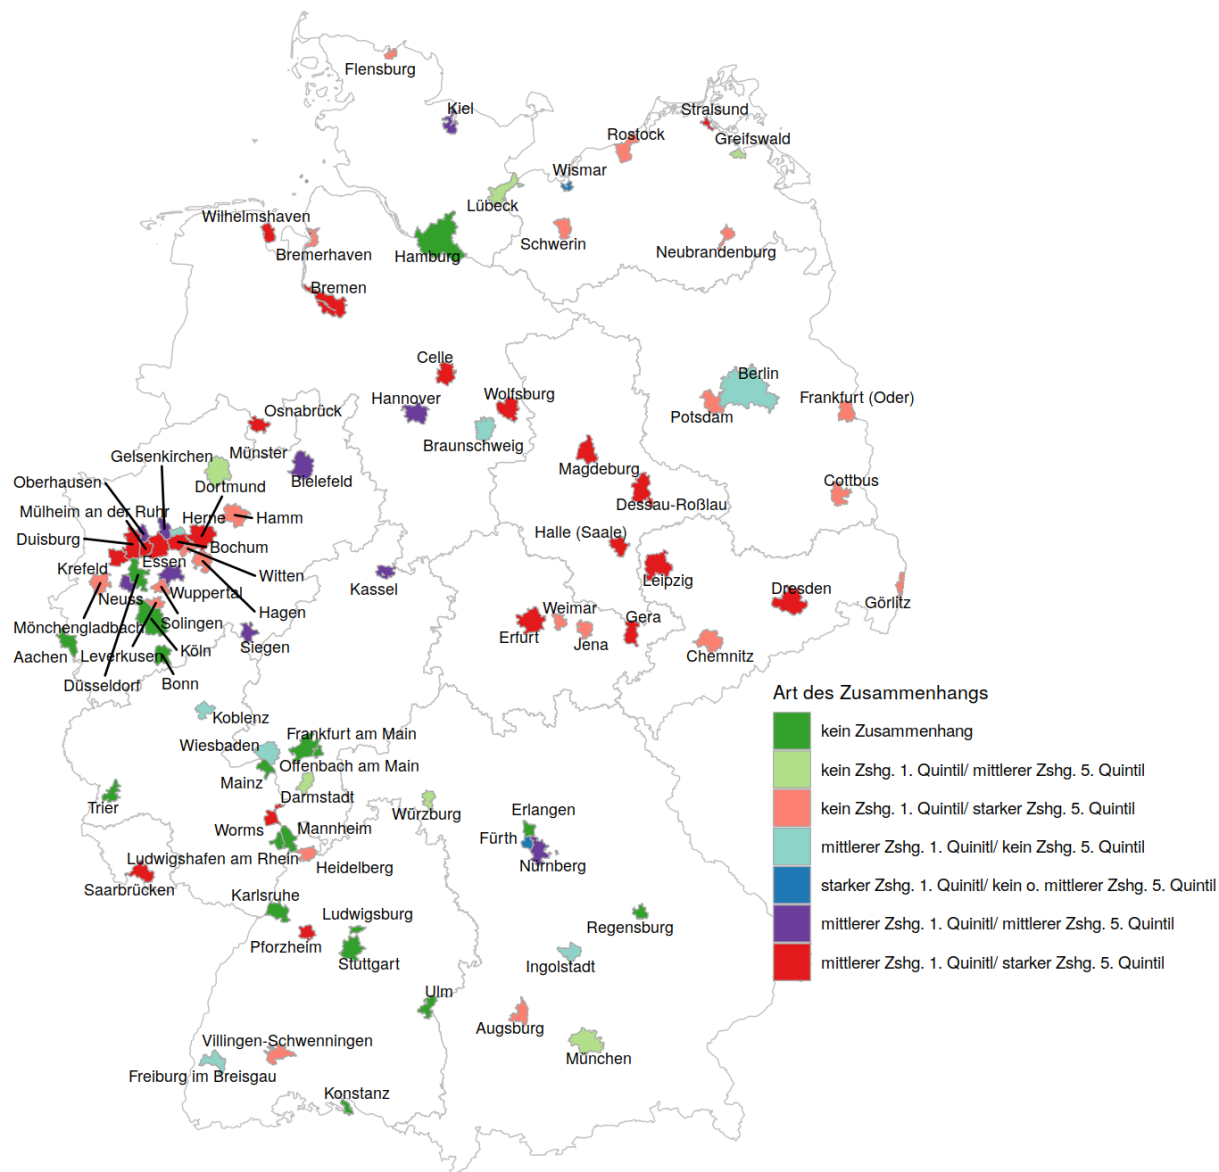 Flensburg
Kiel
Stralsund
Rostock
Greifswald
Wismar
Lübeck
Wilhelmshaven
Schwerin
Bremerhaven
Hamburg
Neubrandenburg
Bremen
Celle
Berlin
Hannover
Wolfsburg
Frankfurt (Oder)
Osnabrück
Potsdam
Braunschweig
Münster
Gelsenkirchen
Magdeburg
Oberhausen
Bielefeld
Cottbus
Dortmund
Dessau-Roßlau
Mülheim an der Ruhr
Herne
Hamm
Halle (Saale)
Duisburg
Bochum
Essen
Krefeld
Witten
Leipzig
Kassel
Dresden
Wuppertal
Neuss
Görlitz
Hagen
Weimar
Gera
Mönchengladbach
Solingen
Erfurt
Jena
Siegen
Köln
Aachen
Leverkusen
Chemnitz
Düsseldorf
Bonn
Koblenz
Frankfurt am Main
Wiesbaden
Offenbach am Main
Mainz
Darmstadt
Trier
Würzburg
Erlangen
Worms
Mannheim
Fürth
Ludwigshafen am Rhein
Heidelberg
Nürnberg
Saarbrücken
Karlsruhe
Ludwigsburg
Regensburg
Pforzheim
Stuttgart
Ingolstadt
Ulm
Augsburg
Villingen-Schwenningen
München
Freiburg im Breisgau
Konstanz
Art des Zusammenhangs
kein Zusammenhang
kein Zshg. 1. Quintil/ mittlerer Zshg. 5. Quintil
kein Zshg. 1. Quintil/ starker Zshg. 5. Quintil
mittlerer Zshg. 1. Quinitl/ kein Zshg. 5. Quintil
starker Zshg. 1. Quinitl/ kein o. mittlerer Zshg. 5. Quintil
mittlerer Zshg. 1. Quinitl/ mittlerer Zshg. 5. Quintil
mittlerer Zshg. 1. Quinitl/ starker Zshg. 5. Quintil